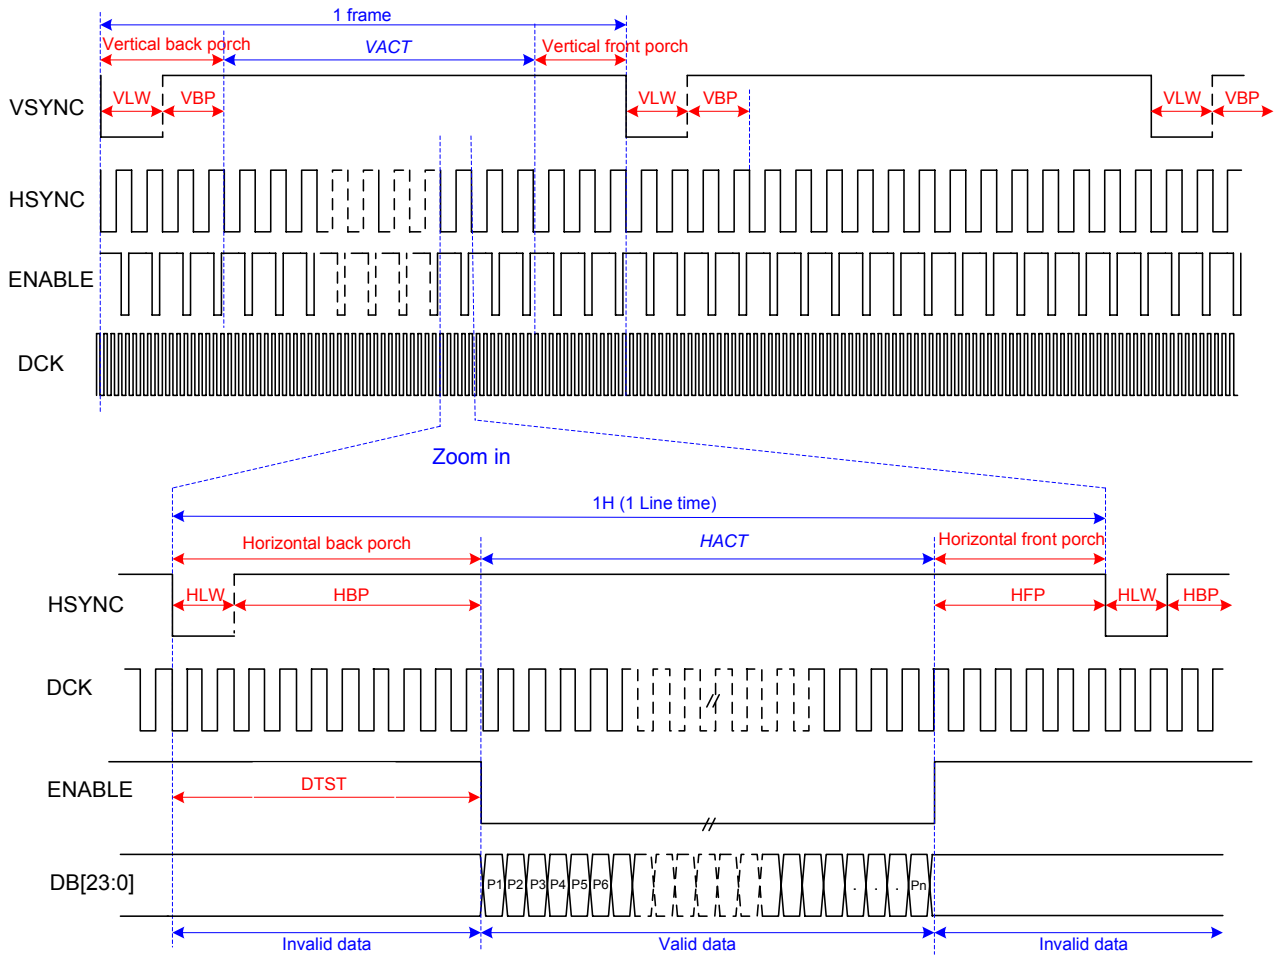 1 frame
Vertical back porch VACT Vertical front porch
VSYNC VLW VBP VLW VBP VLW VBP
HSYNC
ENABLE
DCK
Zoom in
1H (1 Line time)
Horizontal back porch HACT Horizontal front porch
HSYNC HLW HBP HFP HLW HBP
DCK //
ENABLE DTST //
DB[23:0] P1 P2 P3 P4 P5 P6 . . . Pn
Invalid data Valid data Invalid data